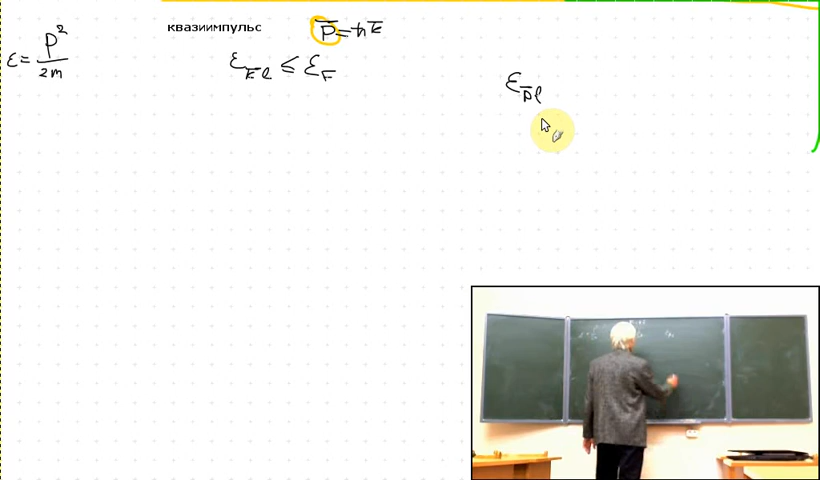 ε = p²/2m
квазиимпульс
p̅ = ħk̅
ε_k̅l ≤ ε_F
ε_p̅l